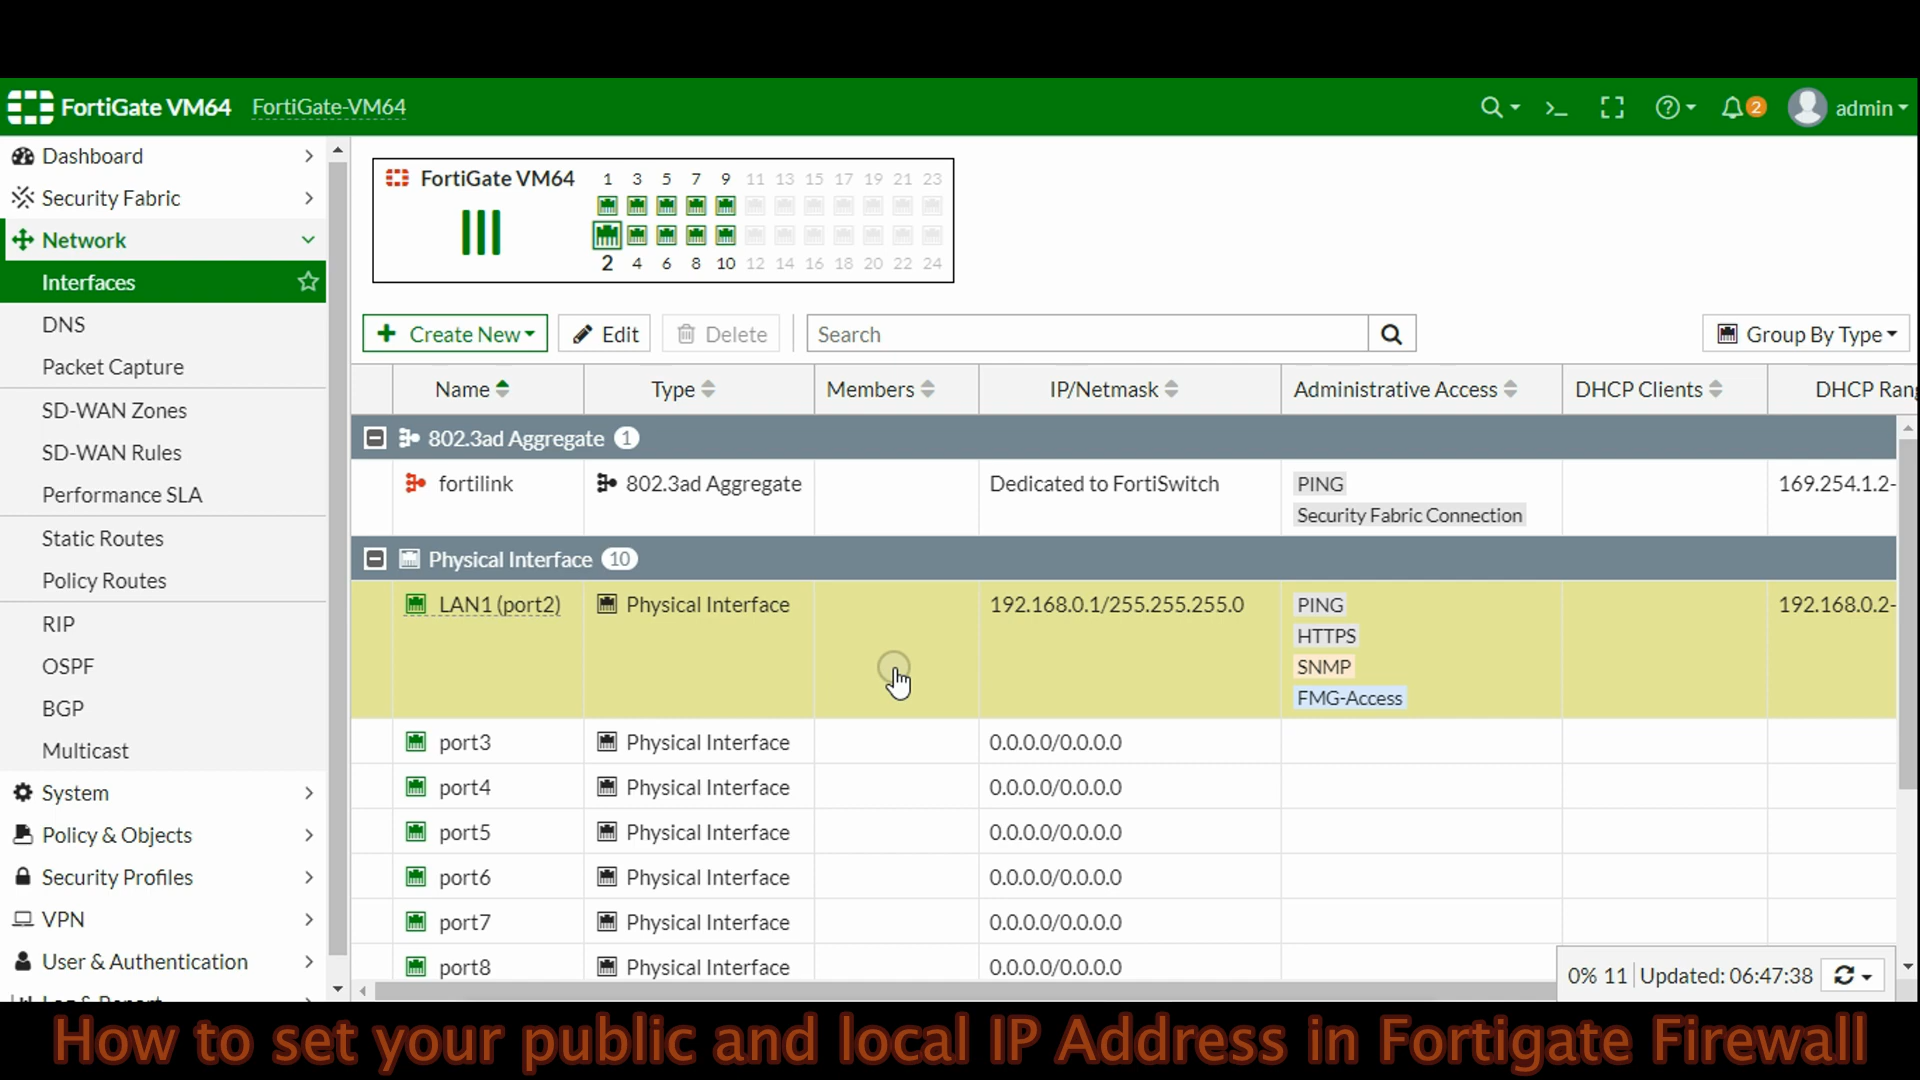 FortiGate VM64 FortiGate-VM64 >_ 2 admin
Dashboard
Security Fabric
Network
Interfaces
DNS
Packet Capture
SD-WAN Zones
SD-WAN Rules
Performance SLA
Static Routes
Policy Routes
RIP
OSPF
BGP
Multicast
System
Policy & Objects
Security Profiles
VPN
User & Authentication
Log & Report
FortiGate VM64 1 3 5 7 9 11 13 15 17 19 21 23
2 4 6 8 10 12 14 16 18 20 22 24
+ Create New Edit Delete Search Group By Type
Name Type Members IP/Netmask Administrative Access DHCP Clients DHCP Rang
802.3ad Aggregate 1
fortilink 802.3ad Aggregate Dedicated to FortiSwitch PING 169.254.1.2-
Security Fabric Connection
Physical Interface 10
LAN1 (port2) Physical Interface 192.168.0.1/255.255.255.0 PING 192.168.0.2-
HTTPS
SNMP
FMG-Access
port3 Physical Interface 0.0.0.0/0.0.0.0
port4 Physical Interface 0.0.0.0/0.0.0.0
port5 Physical Interface 0.0.0.0/0.0.0.0
port6 Physical Interface 0.0.0.0/0.0.0.0
port7 Physical Interface 0.0.0.0/0.0.0.0
port8 Physical Interface 0.0.0.0/0.0.0.0
0% 11 Updated: 06:47:38
How to set your public and local IP Address in Fortigate Firewall